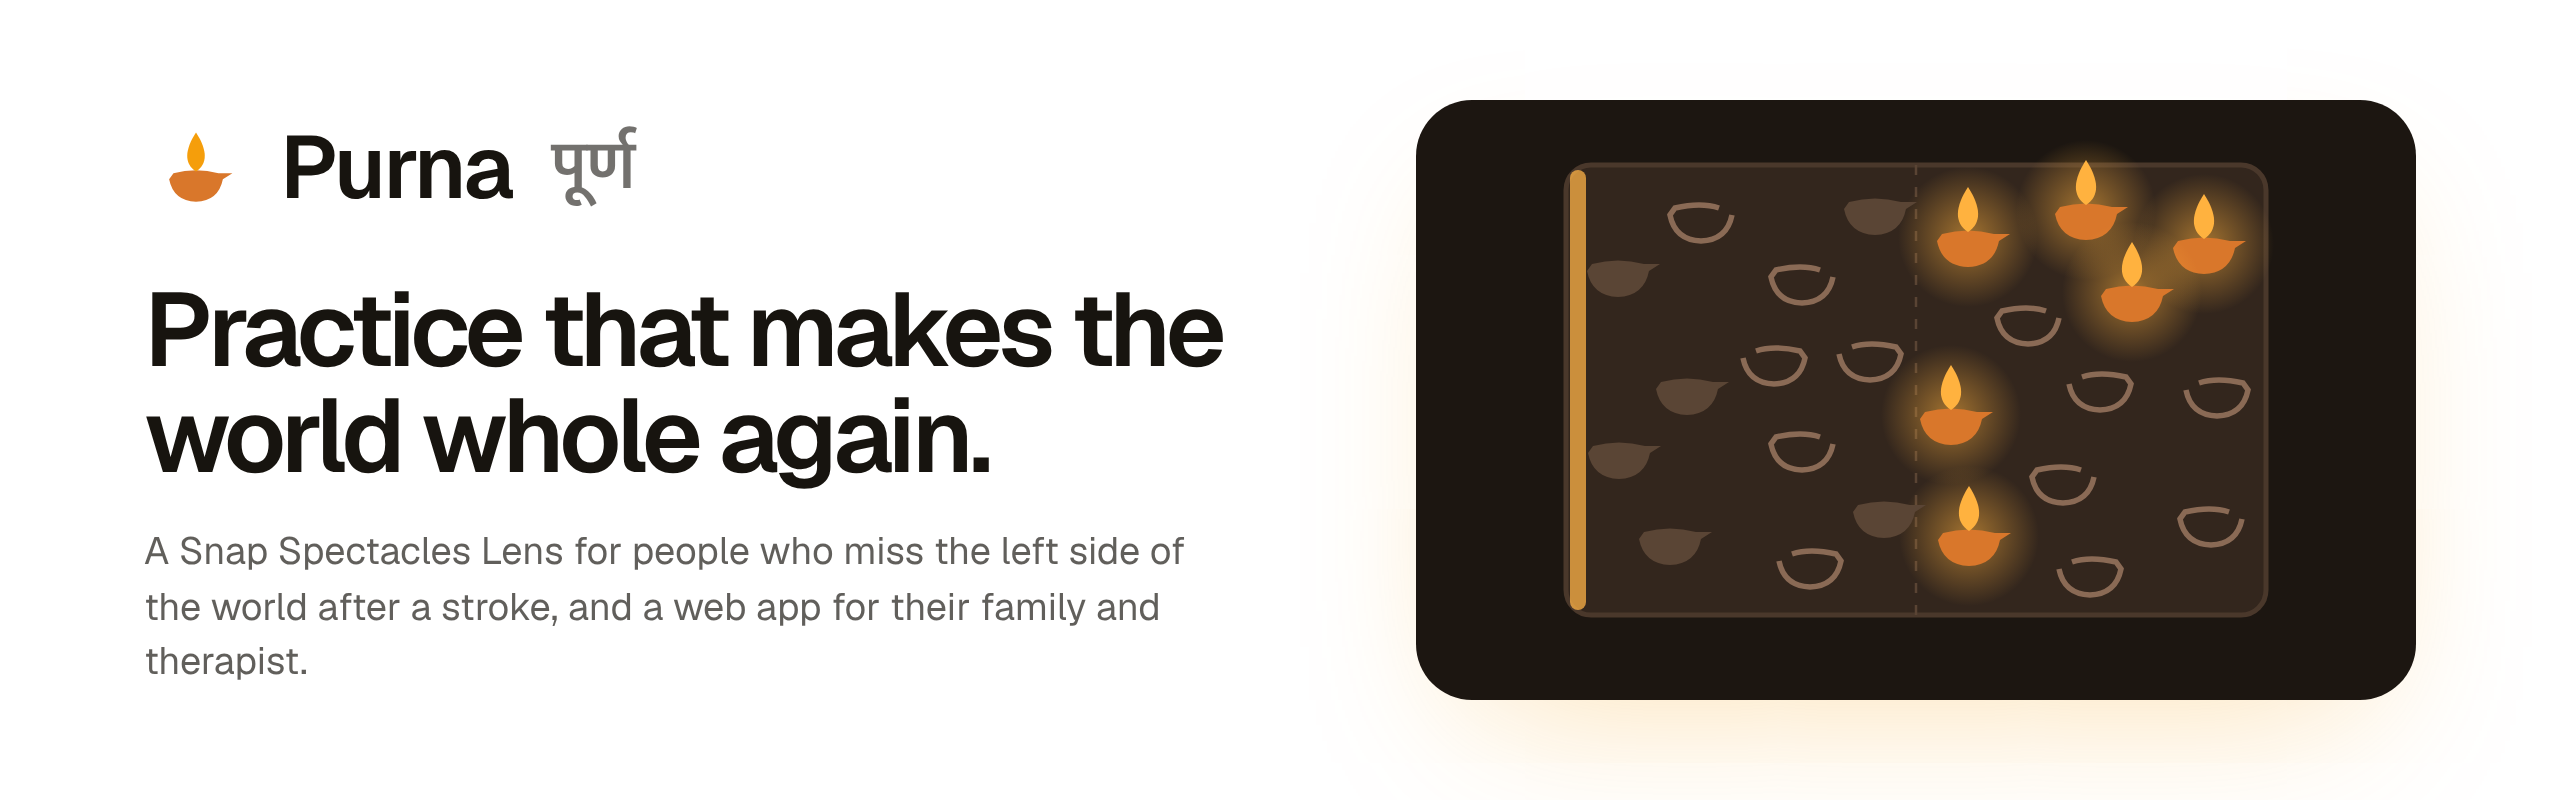 Purna पूर्ण
Practice that makes the
world whole again.
A Snap Spectacles Lens for people who miss the left side of
the world after a stroke, and a web app for their family and
therapist.